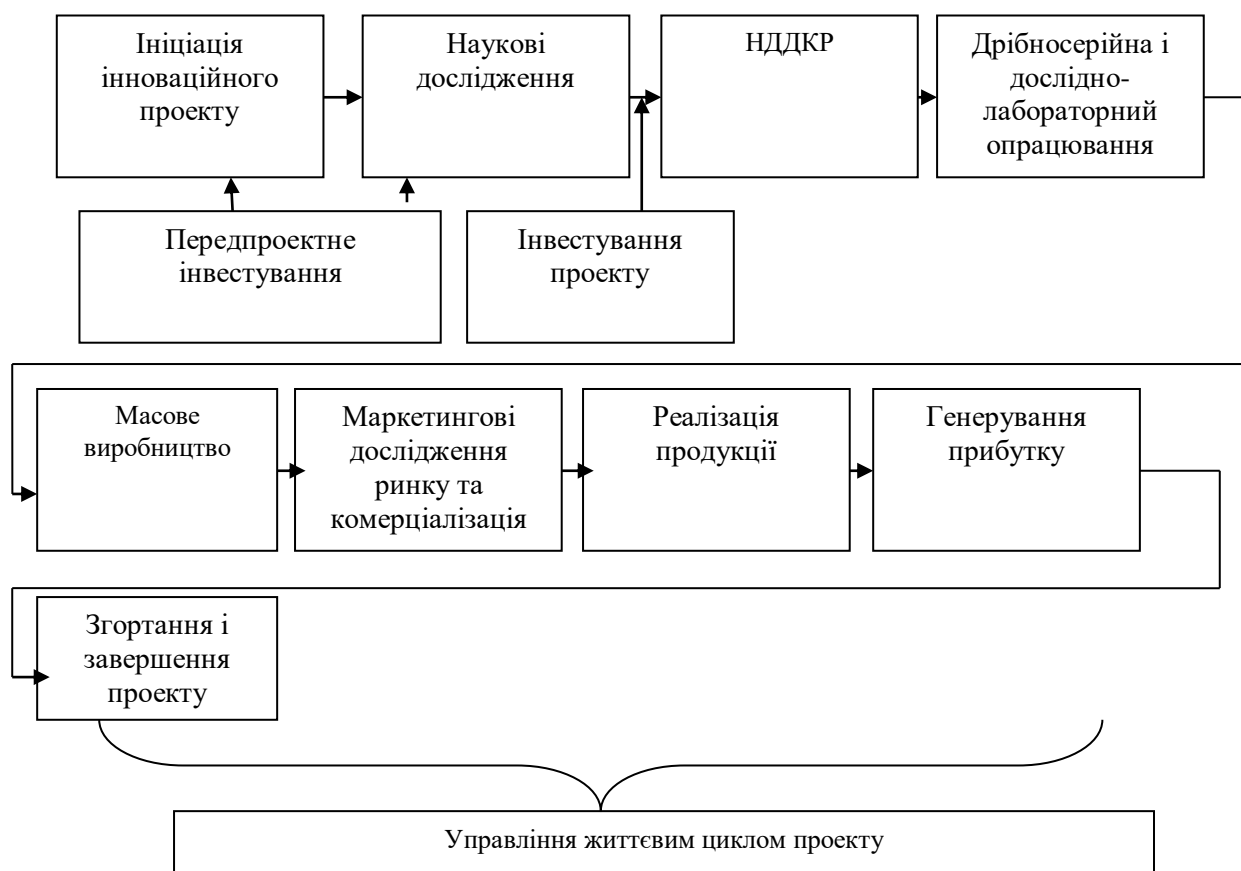 Ініціація
інноваційного
проекту
Наукові
дослідження
НДДКР
Дрібносерійна і
дослідно-
лабораторний
опрацювання
Передпроектне
інвестування
Інвестування
проекту
Масове
виробництво
Маркетингові
дослідження
ринку та
комерціалізація
Реалізація
продукції
Генерування
прибутку
Згортання і
завершення
проекту
Управління життєвим циклом проекту